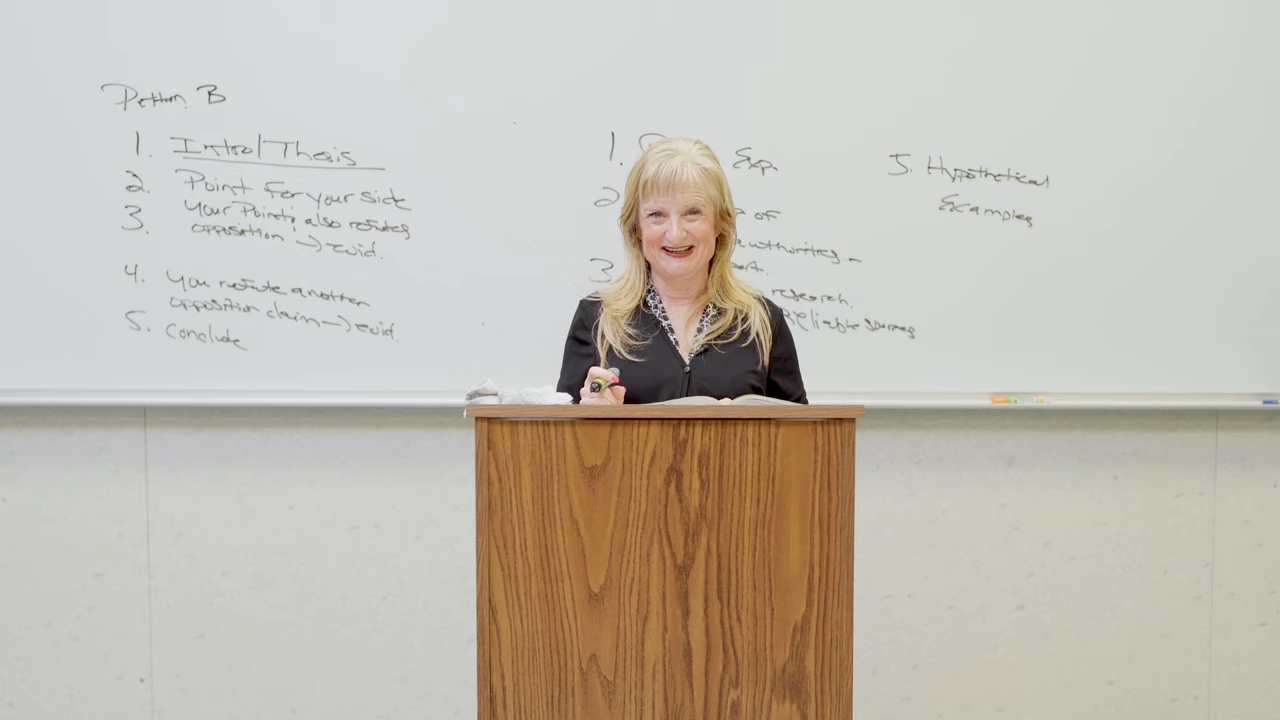 Pattern B
1. Intro/Thesis
2. Point for your side
3. Your Point also refutes
opposition → evid.
4. You refute another
opposition claim → evid.
5. Conclude
1. Exp.
2. of
authorities
3.
research.
Reliable sources
5. Hypothetical
Examples